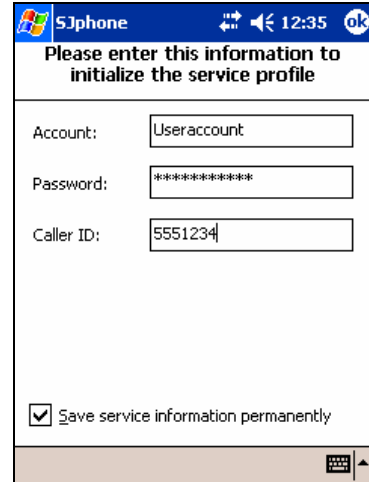 SJphone 12:35 ok
Please enter this information to
initialize the service profile
Account: Useraccount
Password: ***********
Caller ID: 5551234
Save service information permanently